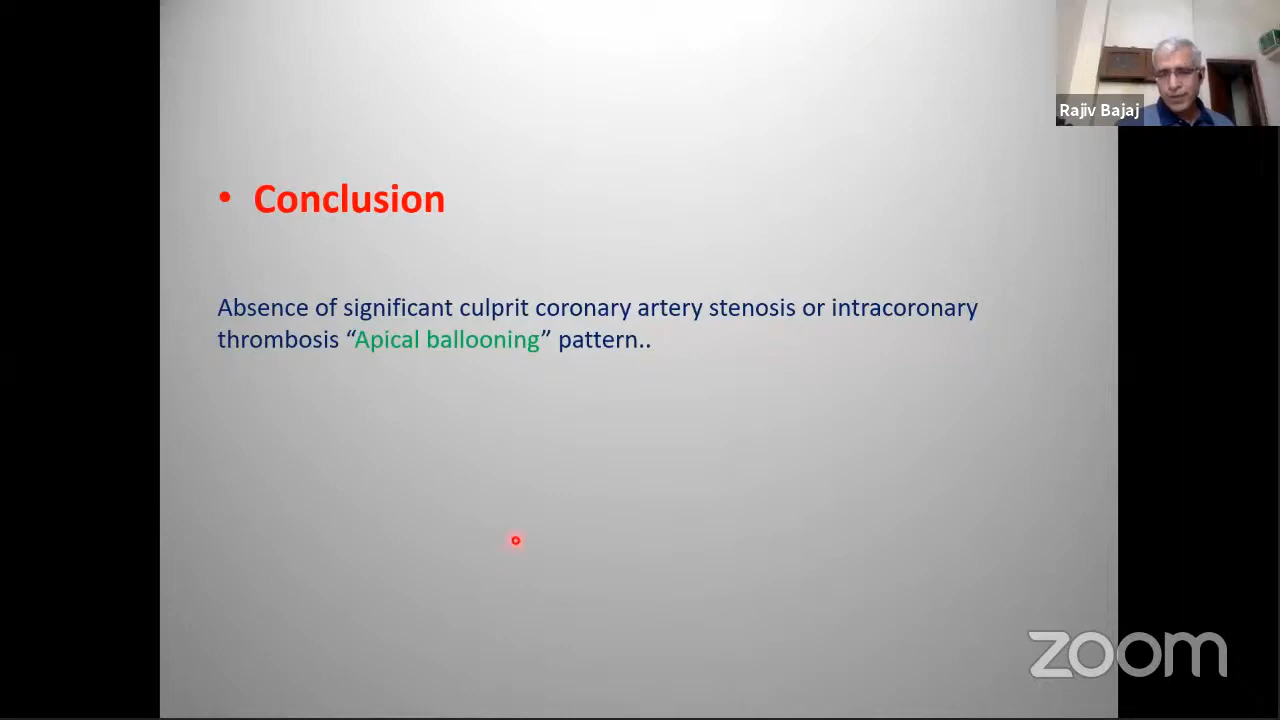 Rajiv Bajaj
• Conclusion
Absence of significant culprit coronary artery stenosis or intracoronary
thrombosis “Apical ballooning” pattern..
zoom